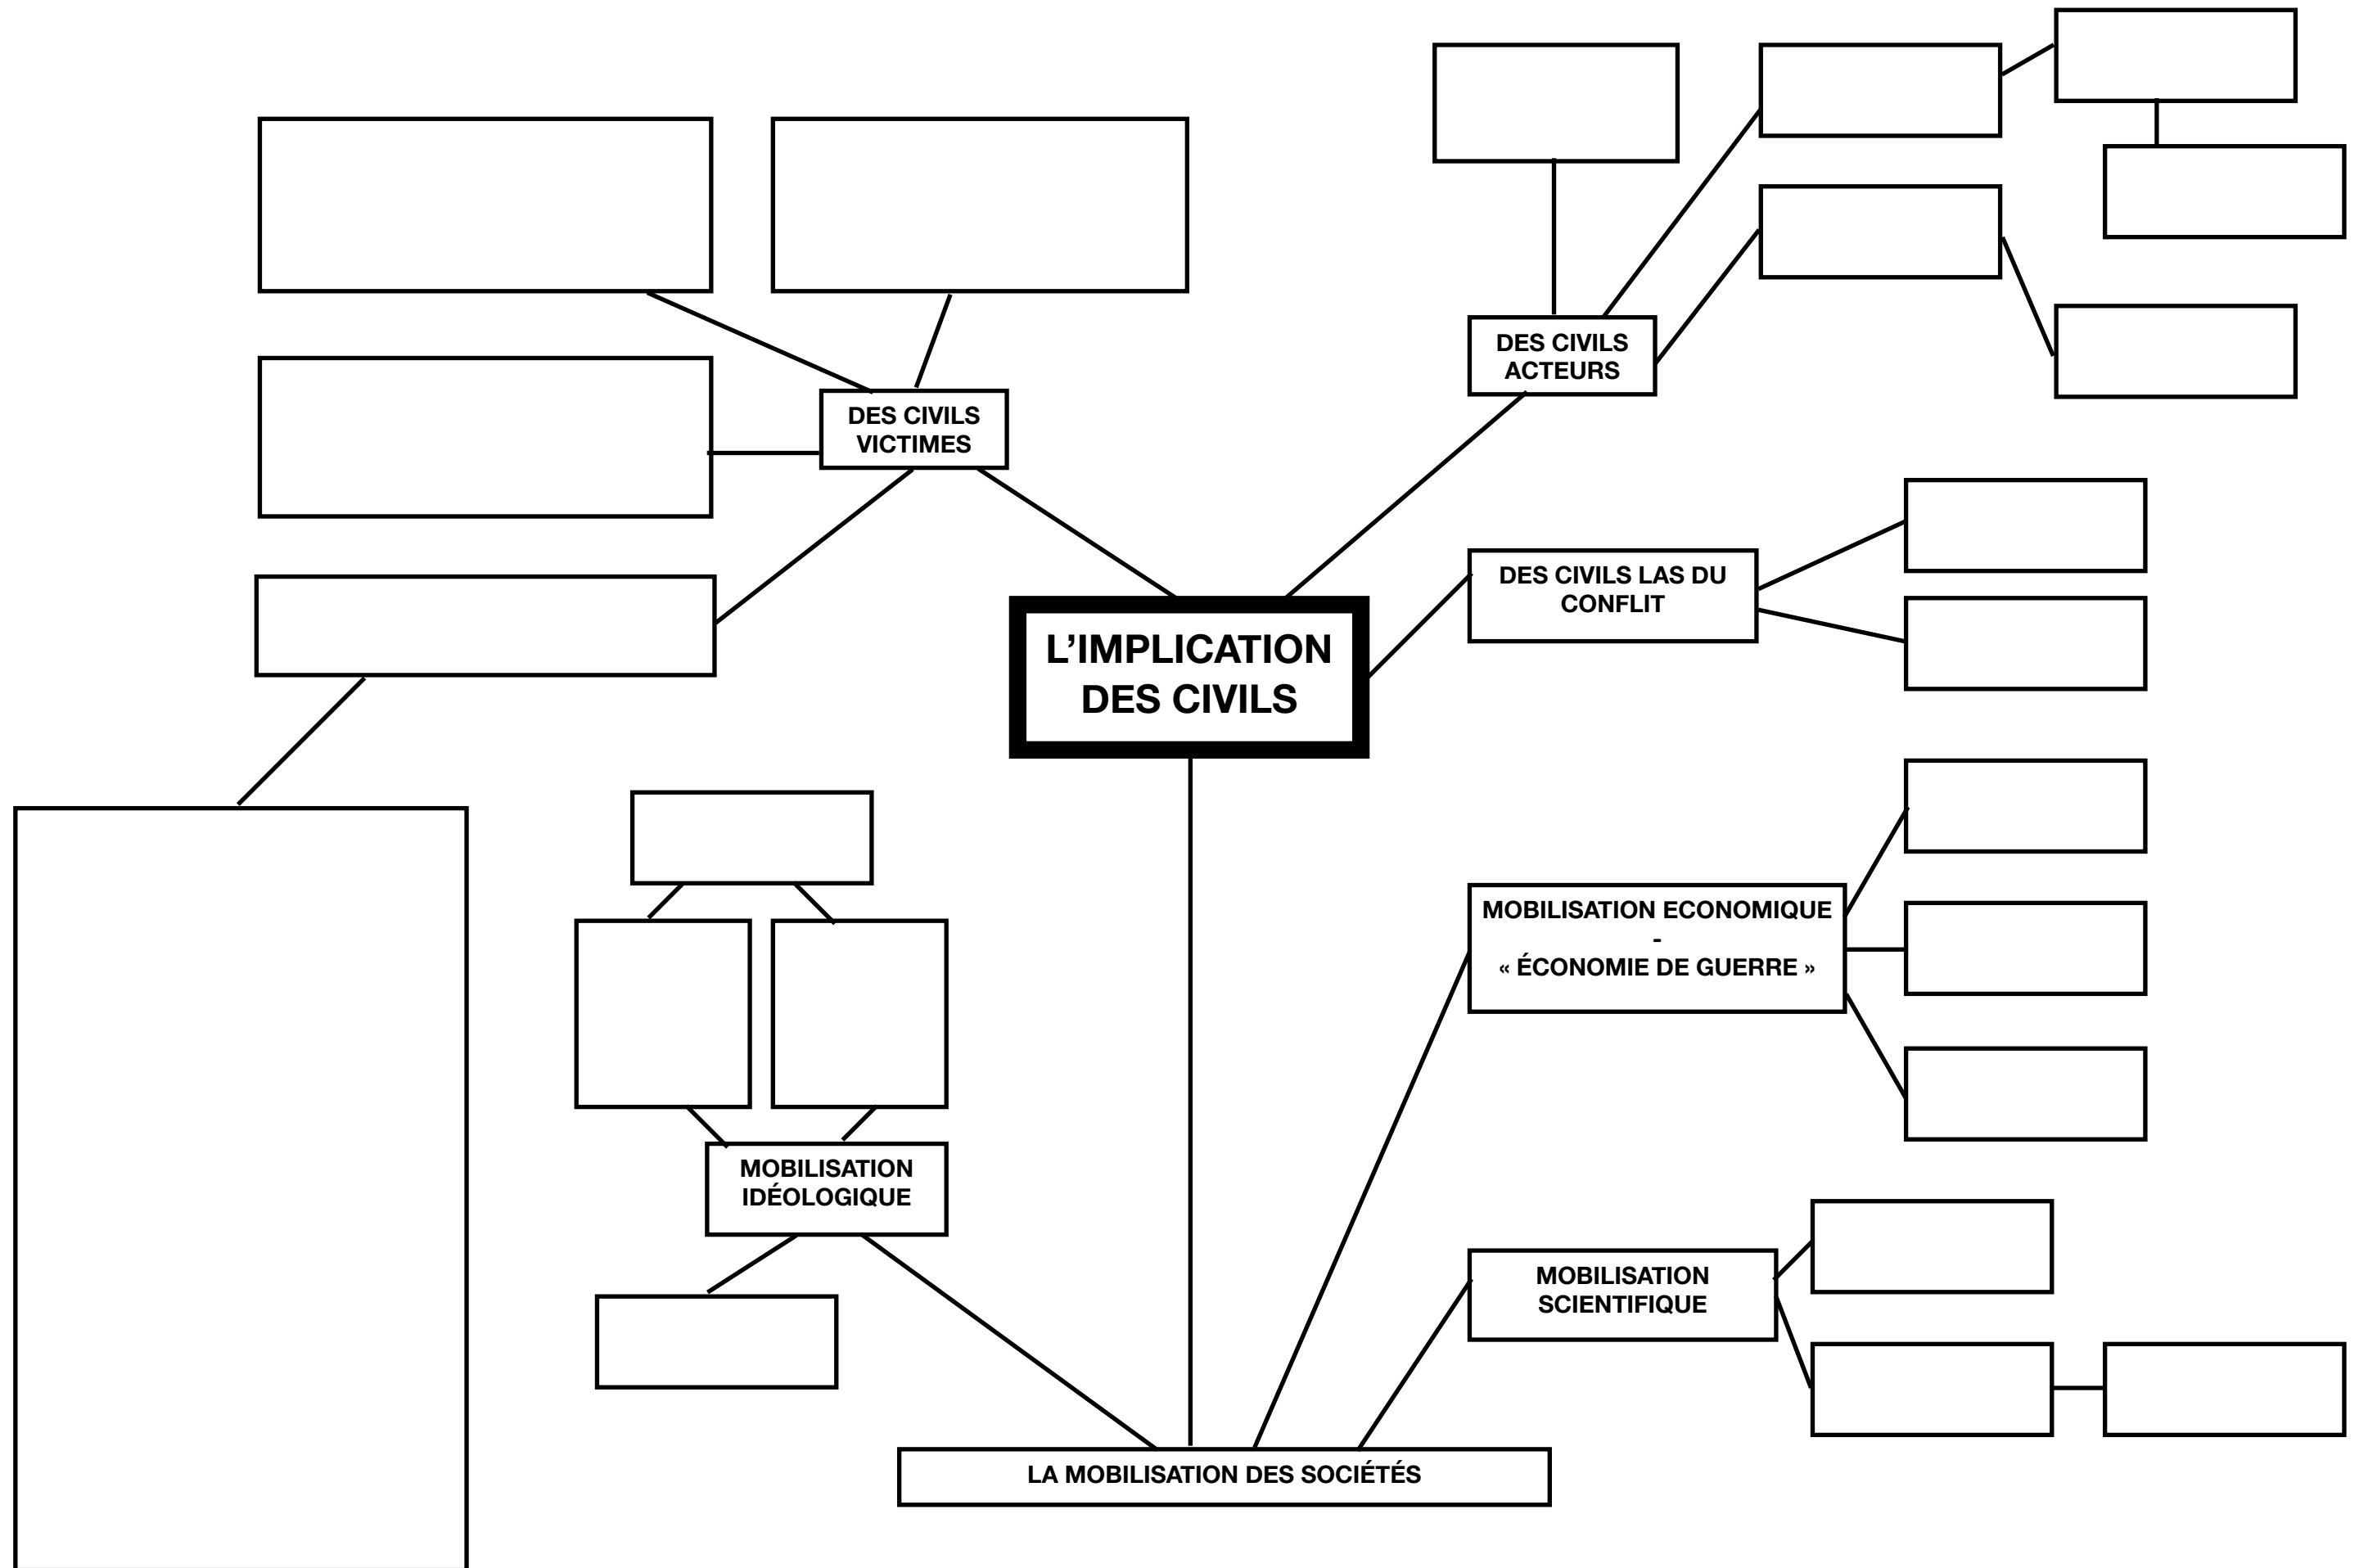 DES CIVILS
ACTEURS
DES CIVILS
VICTIMES
DES CIVILS LAS DU
CONFLIT
L’IMPLICATION
DES CIVILS
MOBILISATION ECONOMIQUE
-
« ÉCONOMIE DE GUERRE »
MOBILISATION
IDÉOLOGIQUE
MOBILISATION
SCIENTIFIQUE
LA MOBILISATION DES SOCIÉTÉS